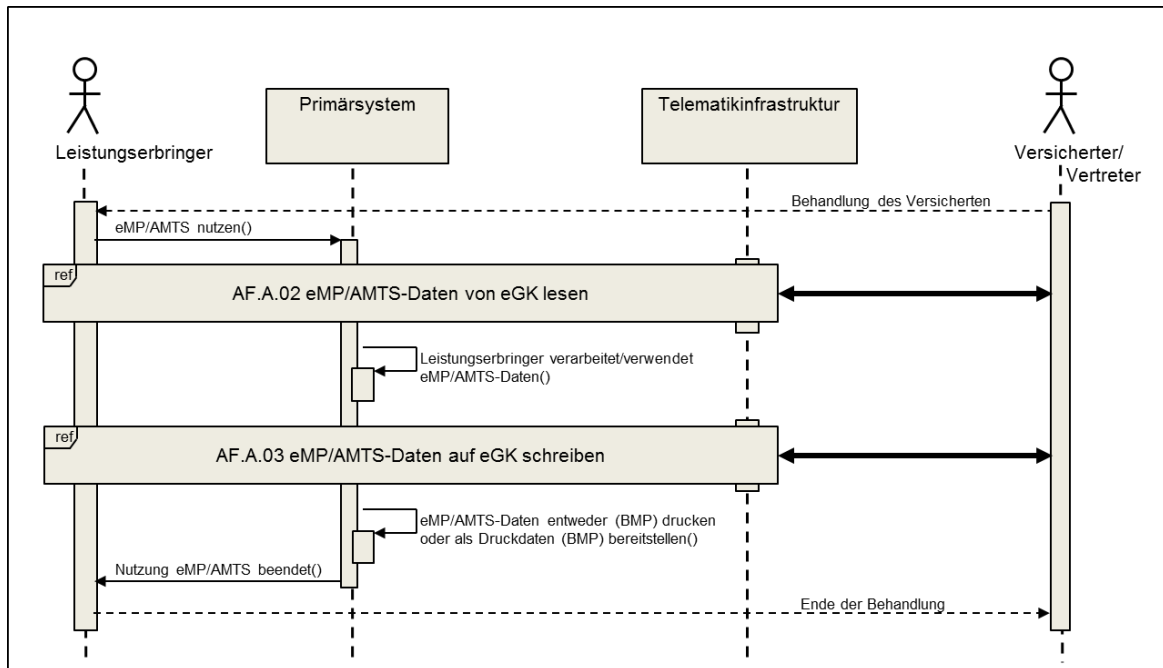 Leistungserbringer
Primärsystem
Telematikinfrastruktur
Versicherter/
Vertreter
Behandlung des Versicherten
eMP/AMTS nutzen()
ref
AF.A.02 eMP/AMTS-Daten von eGK lesen
Leistungserbringer verarbeitet/verwendet
eMP/AMTS-Daten()
ref
AF.A.03 eMP/AMTS-Daten auf eGK schreiben
eMP/AMTS-Daten entweder (BMP) drucken
oder als Druckdaten (BMP) bereitstellen()
Nutzung eMP/AMTS beendet()
Ende der Behandlung